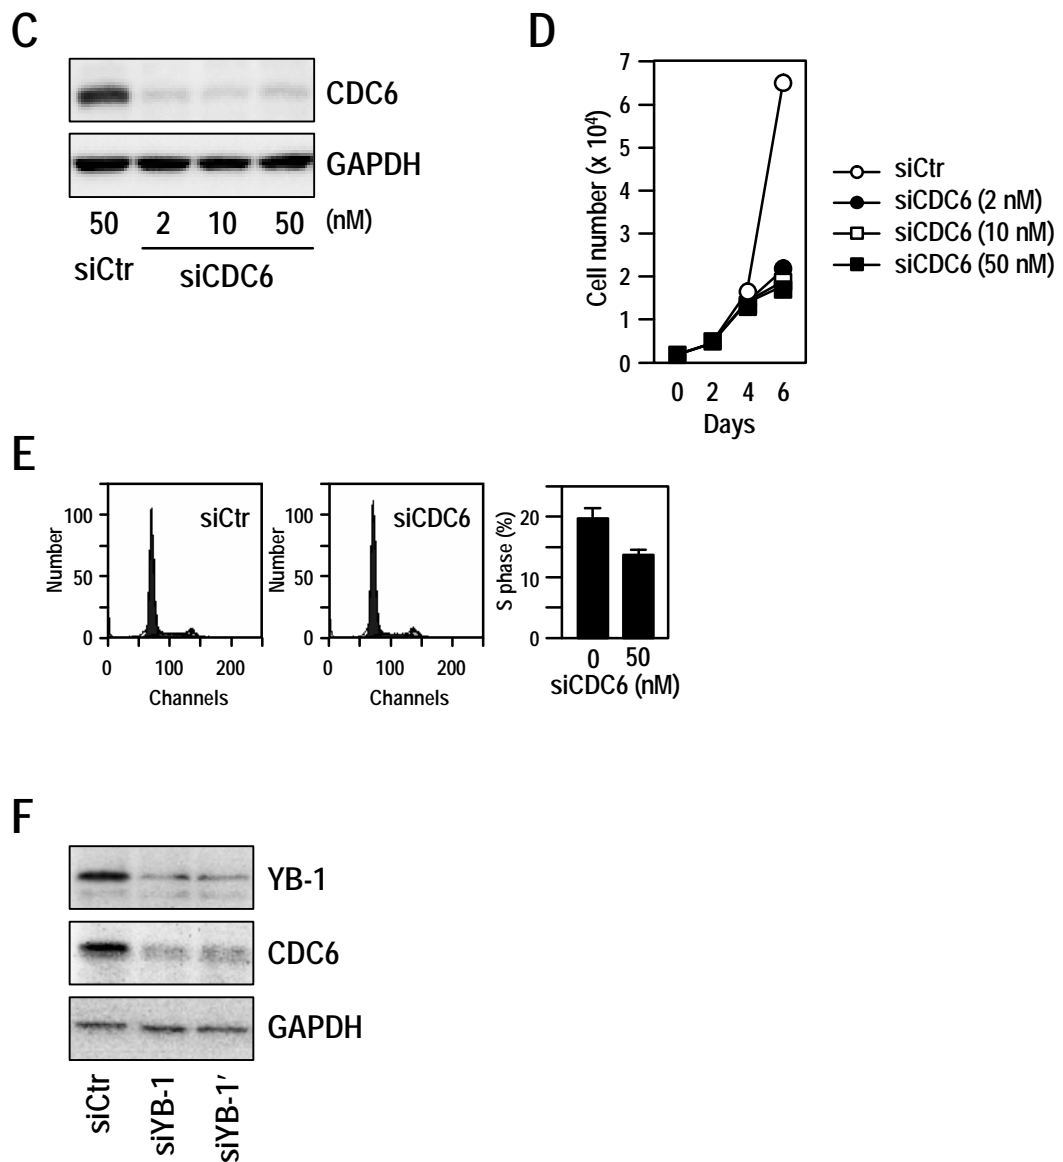 C
CDC6
GAPDH
50 2 10 50 (nM)
siCtr siCDC6
D
7
6
5
4
3
2
1
0
Cell number (x 10⁴)
0 2 4 6
Days
siCtr
siCDC6 (2 nM)
siCDC6 (10 nM)
siCDC6 (50 nM)
E
Number
100
50
0
siCtr
0 100 200
Channels
Number
100
50
0
siCDC6
0 100 200
Channels
S phase (%)
20
10
0
0 50
siCDC6 (nM)
F
YB-1
CDC6
GAPDH
siCtr
siYB-1
siYB-1′